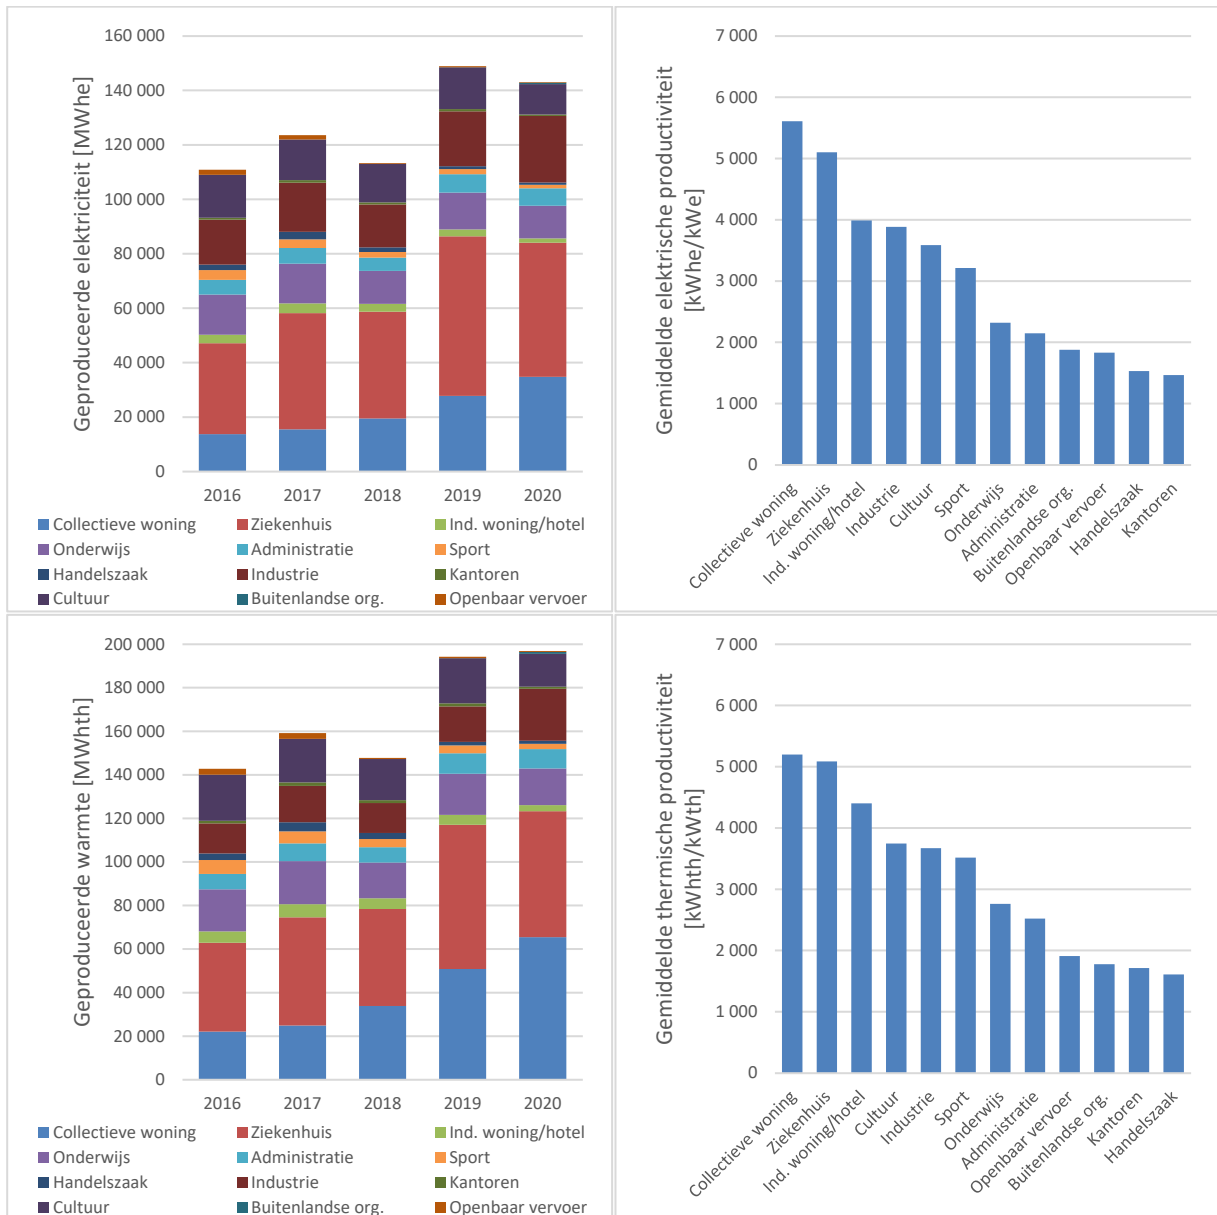 Geproduceerde elektriciteit [MWhe]
160 000
140 000
120 000
100 000
80 000
60 000
40 000
20 000
0
2016 2017 2018 2019 2020
Collectieve woning Ziekenhuis Ind. woning/hotel
Onderwijs Administratie Sport
Handelszaak Industrie Kantoren
Cultuur Buitenlandse org. Openbaar vervoer
Gemiddelde elektrische productiviteit
[kWhe/kWe]
7 000
6 000
5 000
4 000
3 000
2 000
1 000
0
Collectieve woning
Ziekenhuis
Ind. woning/hotel
Industrie
Cultuur
Sport
Onderwijs
Administratie
Buitenlandse org.
Openbaar vervoer
Handelszaak
Kantoren
Geproduceerde warmte [MWhth]
200 000
180 000
160 000
140 000
120 000
100 000
80 000
60 000
40 000
20 000
0
2016 2017 2018 2019 2020
Collectieve woning Ziekenhuis Ind. woning/hotel
Onderwijs Administratie Sport
Handelszaak Industrie Kantoren
Cultuur Buitenlandse org. Openbaar vervoer
Gemiddelde thermische productiviteit
[kWhth/kWth]
7 000
6 000
5 000
4 000
3 000
2 000
1 000
0
Collectieve woning
Ziekenhuis
Ind. woning/hotel
Cultuur
Industrie
Sport
Onderwijs
Administratie
Openbaar vervoer
Buitenlandse org.
Kantoren
Handelszaak